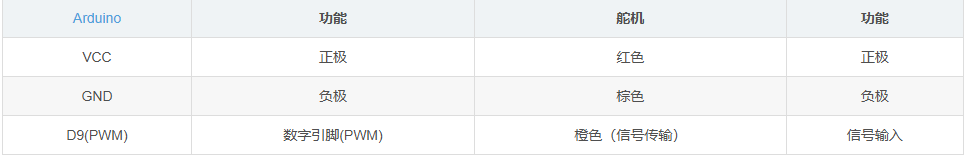 Arduino 功能 舵机 功能
VCC 正极 红色 正极
GND 负极 棕色 负极
D9(PWM) 数字引脚(PWM) 橙色（信号传输） 信号输入